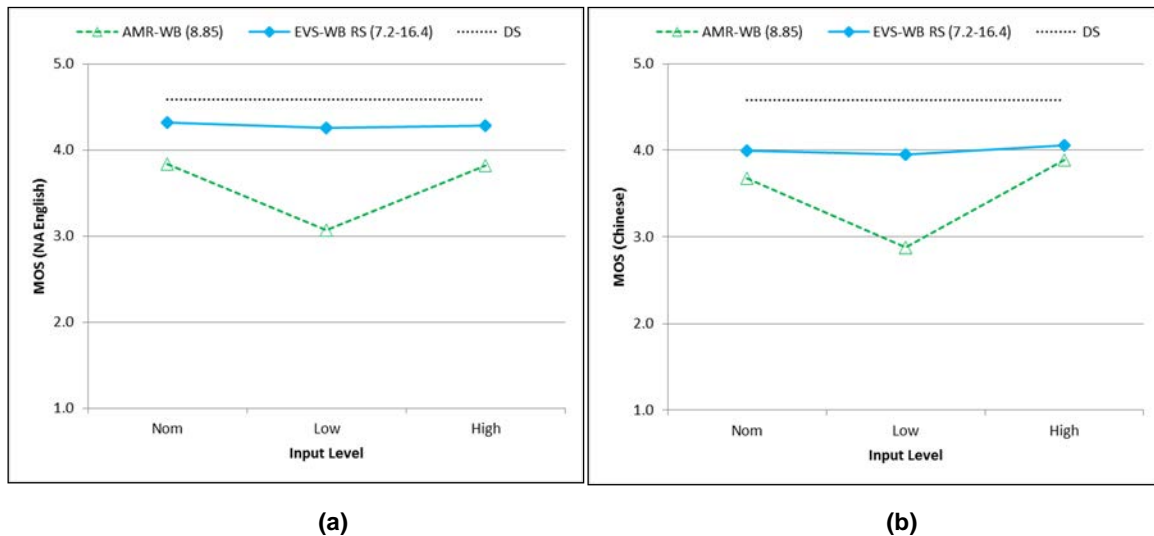 AMR-WB (8.85) EVS-WB RS (7.2-16.4) DS
5.0
4.0
3.0
2.0
1.0
MOS (NA English)
Nom Low High
Input Level
(a)
AMR-WB (8.85) EVS-WB RS (7.2-16.4) DS
5.0
4.0
3.0
2.0
1.0
MOS (Chinese)
Nom Low High
Input Level
(b)